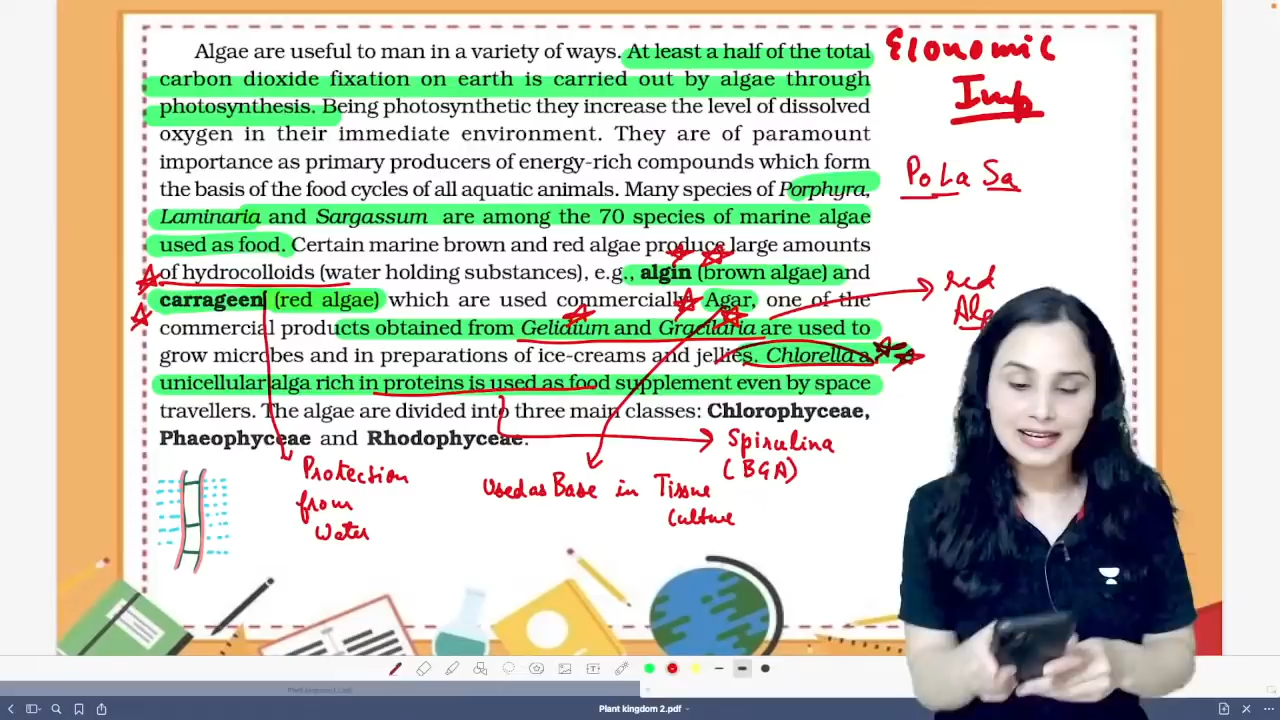 Algae are useful to man in a variety of ways. At least a half of the total
carbon dioxide fixation on earth is carried out by algae through
photosynthesis. Being photosynthetic they increase the level of dissolved
oxygen in their immediate environment. They are of paramount
importance as primary producers of energy-rich compounds which form
the basis of the food cycles of all aquatic animals. Many species of Porphyra,
Laminaria and Sargassum are among the 70 species of marine algae
used as food. Certain marine brown and red algae produce large amounts
of hydrocolloids (water holding substances), e.g., algin (brown algae) and
carrageen (red algae) which are used commercially. Agar, one of the
commercial products obtained from Gelidium and Gracilaria are used to
grow microbes and in preparations of ice-creams and jellies. Chlorella a
unicellular alga rich in proteins is used as food supplement even by space
travellers. The algae are divided into three main classes: Chlorophyceae,
Phaeophyceae and Rhodophyceae.
Economic
Imp
Po La Sa
red
Protection
from
Water
Used as Base in Tissue
Culture
Spirulina
(BGA)
Plant kingdom 2.pdf